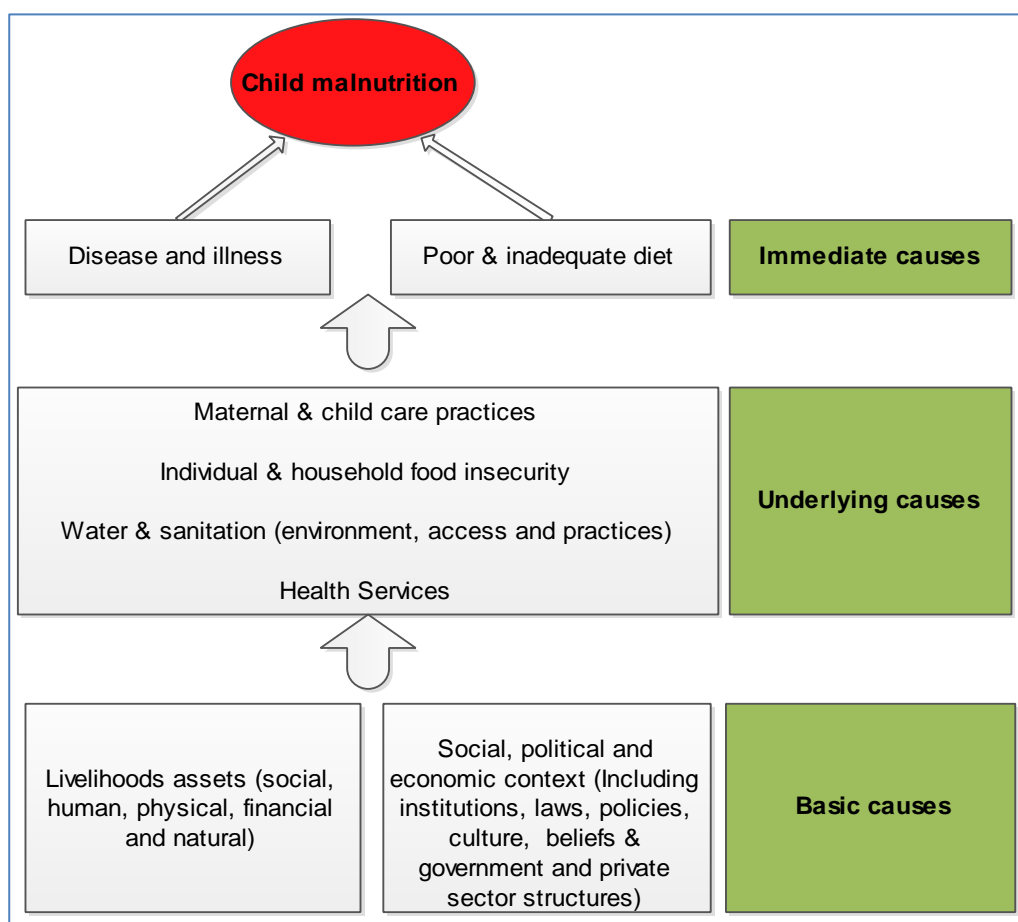 Child malnutrition
Disease and illness
Poor & inadequate diet
Immediate causes
Maternal & child care practices
Individual & household food insecurity
Water & sanitation (environment, access and practices)
Health Services
Underlying causes
Livelihoods assets (social,
human, physical, financial
and natural)
Social, political and
economic context (Including
institutions, laws, policies,
culture, beliefs &
government and private
sector structures)
Basic causes